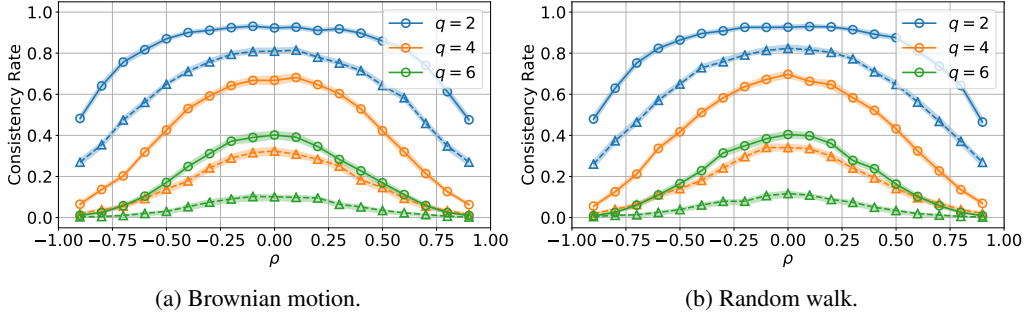 1.0
0.8
0.6
0.4
0.2
0.0
Consistency Rate
−1.00 −0.75 −0.50 −0.25 0.00 0.25 0.50 0.75 1.00
ρ
q = 2
q = 4
q = 6
(a) Brownian motion.
1.0
0.8
0.6
0.4
0.2
0.0
Consistency Rate
−1.00 −0.75 −0.50 −0.25 0.00 0.25 0.50 0.75 1.00
ρ
q = 2
q = 4
q = 6
(b) Random walk.